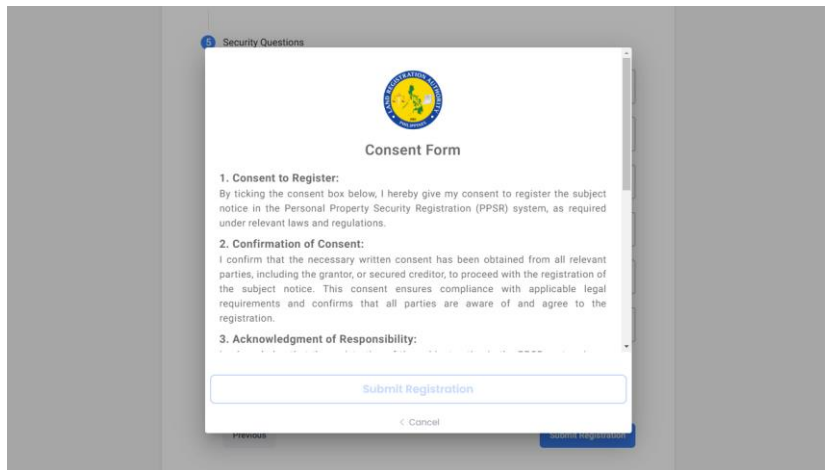 5
Security Questions
LAND REGISTRATION AUTHORITY
Consent Form
1. Consent to Register:
By ticking the consent box below, I hereby give my consent to register the subject
notice in the Personal Property Security Registration (PPSR) system, as required
under relevant laws and regulations.
2. Confirmation of Consent:
I confirm that the necessary written consent has been obtained from all relevant
parties, including the grantor, or secured creditor, to proceed with the registration of
the subject notice. This consent ensures compliance with applicable legal
requirements and confirms that all parties are aware of and agree to the
registration.
3. Acknowledgment of Responsibility:
Submit Registration
< Cancel
Previous
Submit Registration